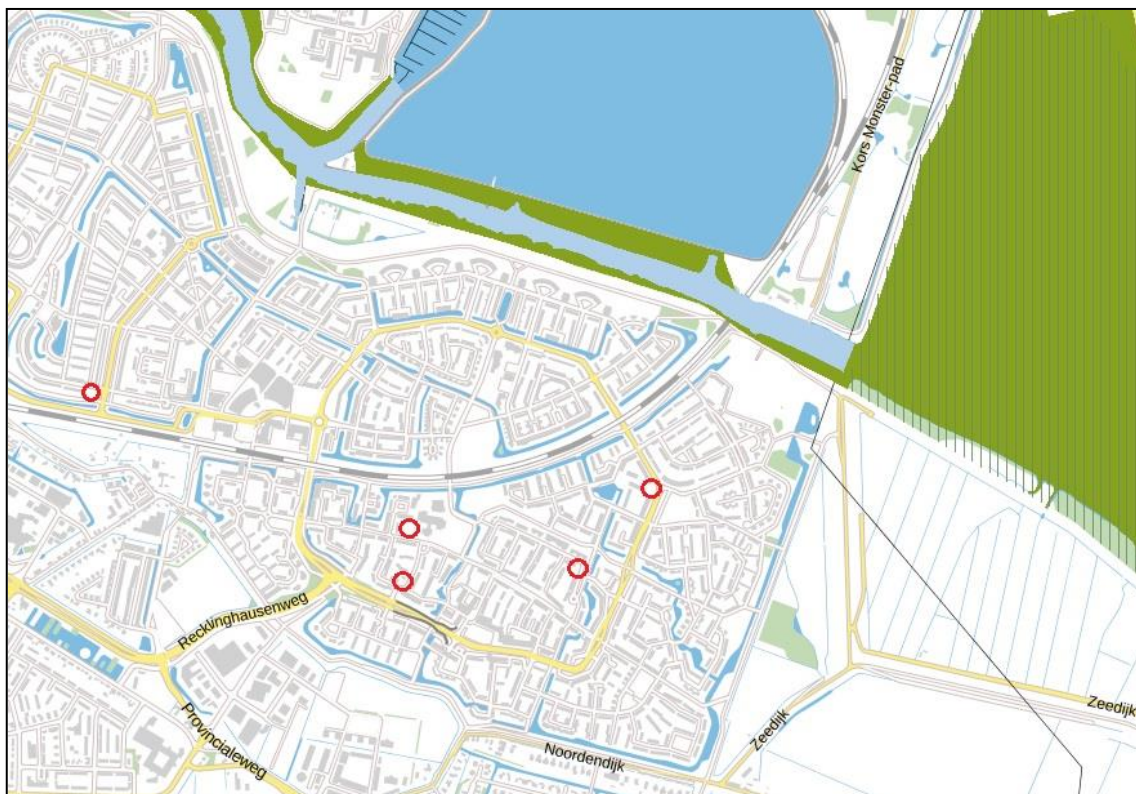 Kors Monster-pad
Recklinghausenweg
Provincialeweg
Noordendijk
Zeedijk
Zeedijk